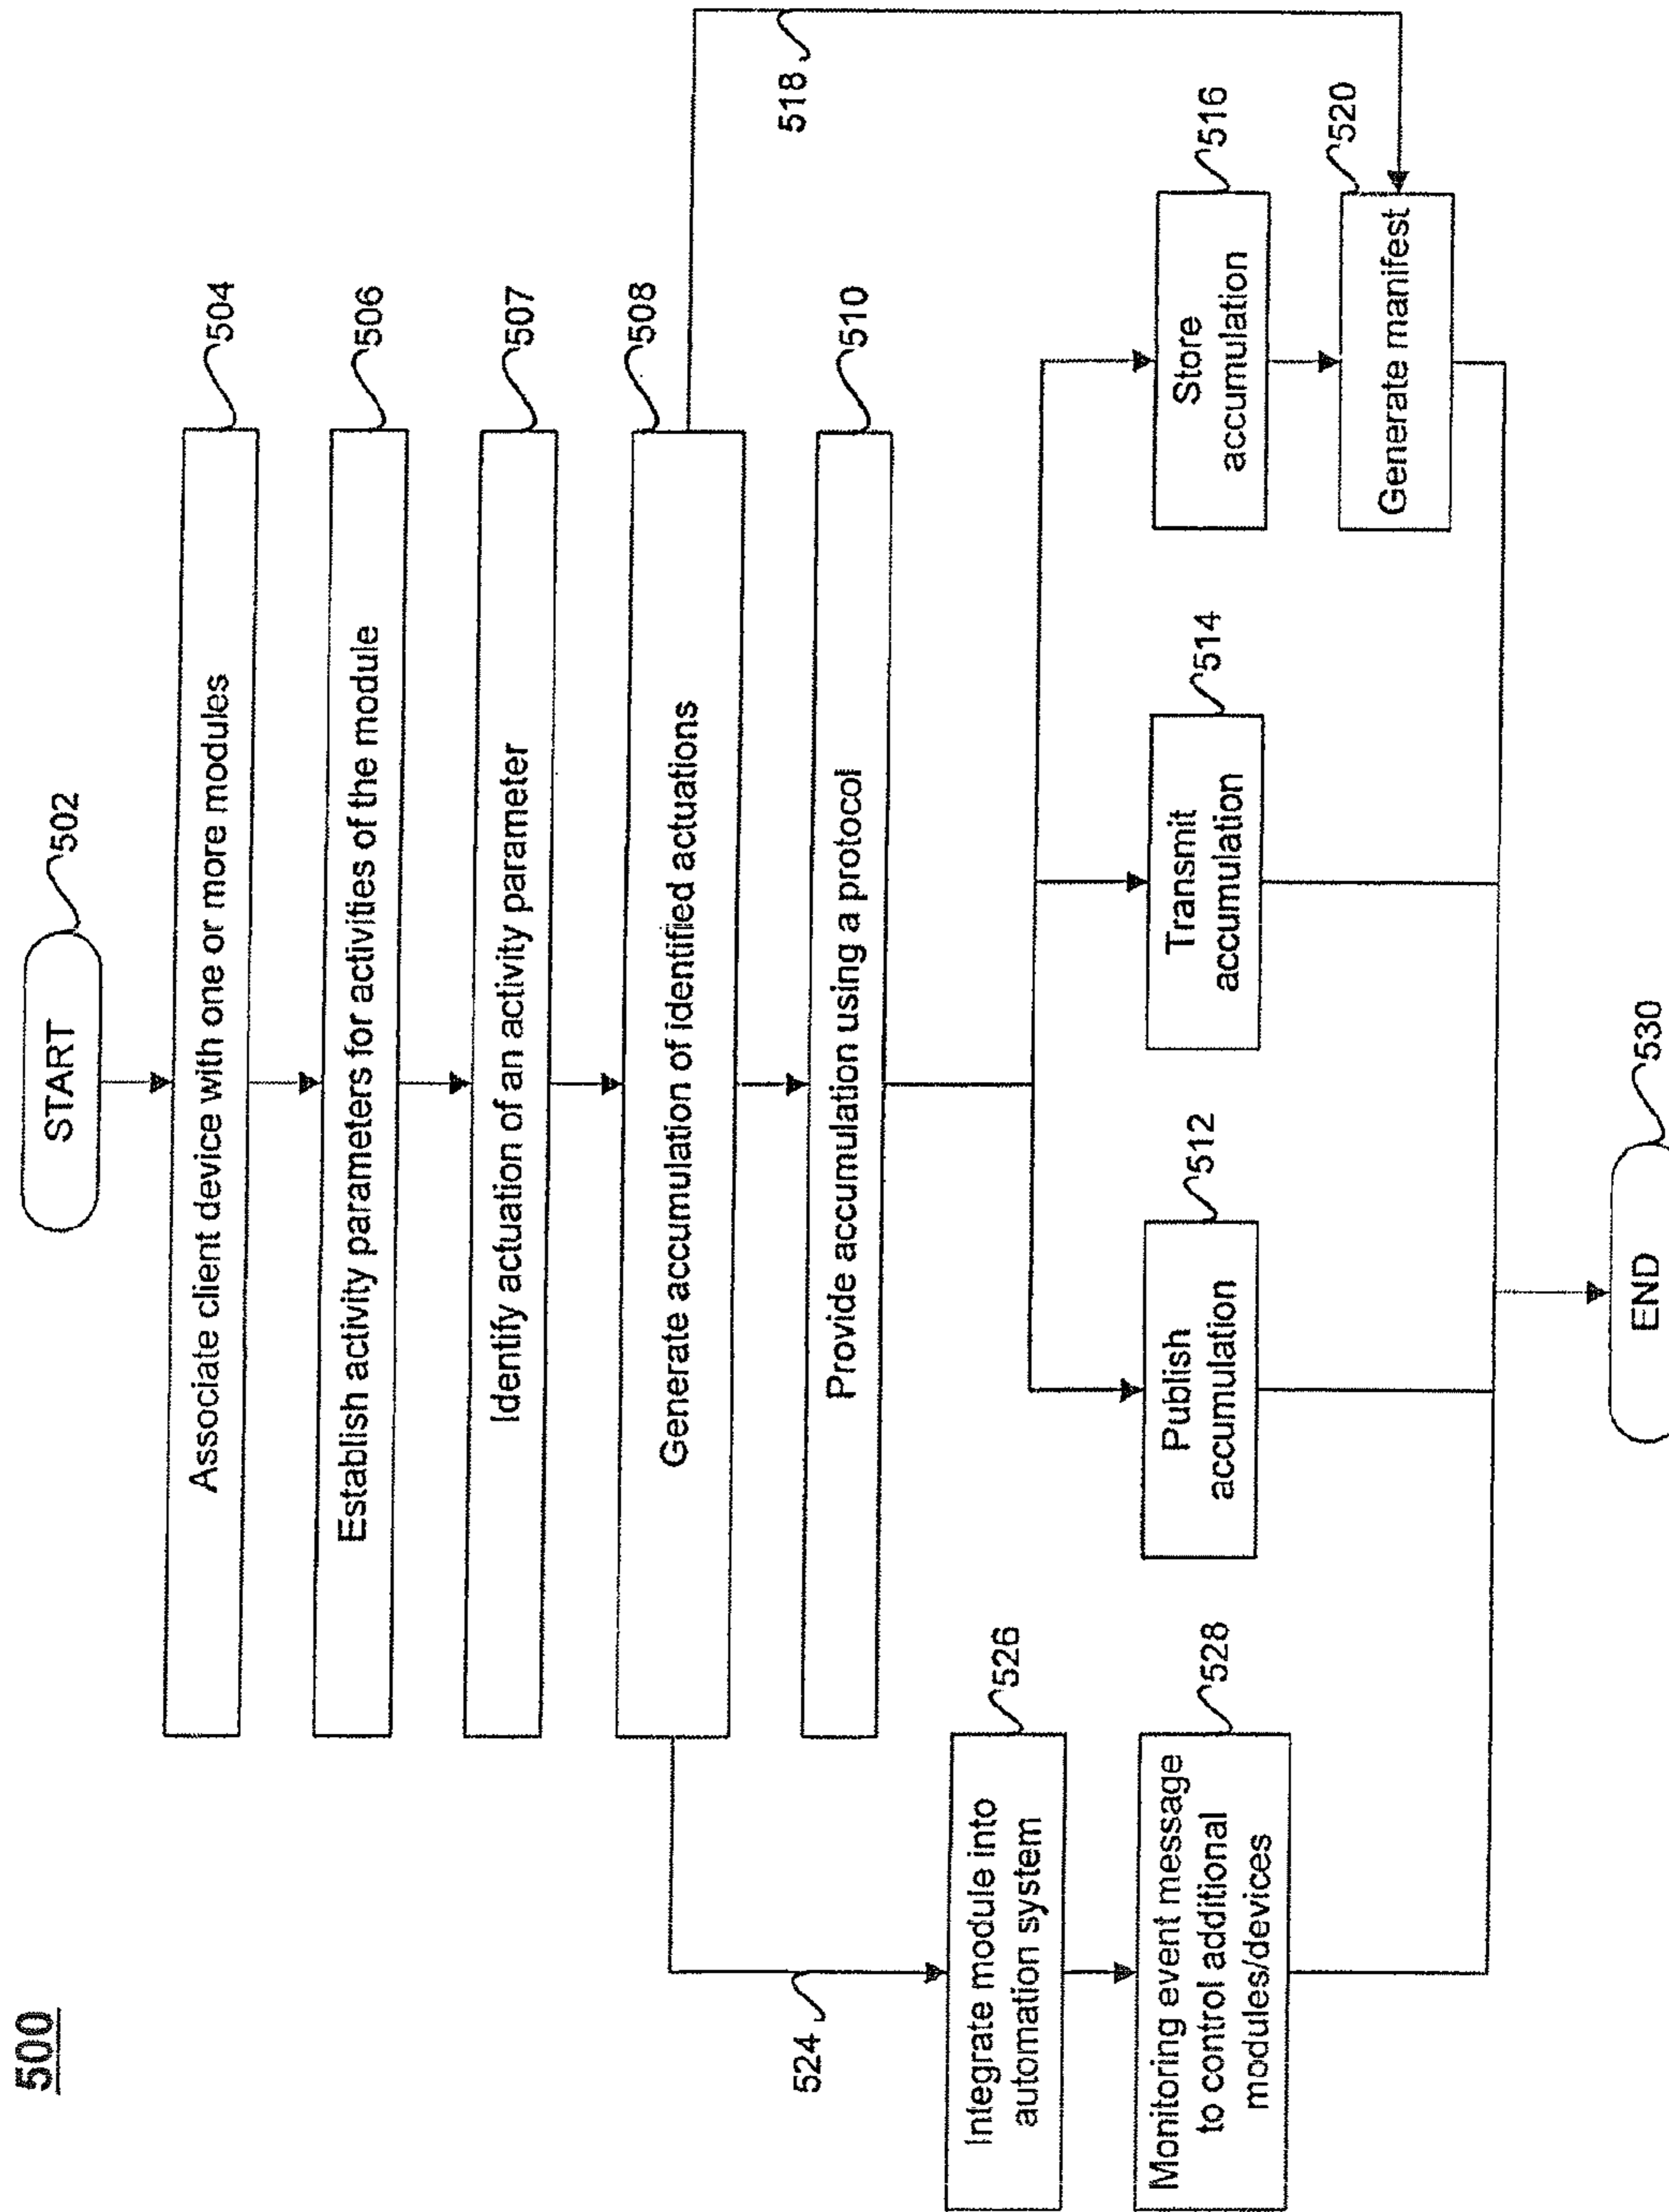 500
START
502
Associate client device with one or more modules
504
Establish activity parameters for activities of the module
506
Identify actuation of an activity parameter
507
Generate accumulation of identified actuations
508
518
Provide accumulation using a protocol
510
524
Integrate module into
automation system
526
Monitoring event message
to control additional
modules/devices
528
Publish
accumulation
512
Transmit
accumulation
514
Store
accumulation
516
Generate manifest
520
END
530